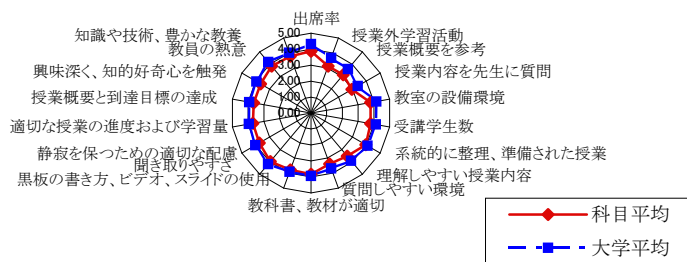 出席率
授業外学習活動
授業概要を参考
授業内容を先生に質問
教室の設備環境
受講学生数
系統的に整理、準備された授業
理解しやすい授業内容
質問しやすい環境
教科書、教材が適切
黒板の書き方、ビデオ、スライドの使用
聞き取りやすさ
静寂を保つための適切な配慮
適切な授業の進度および学習量
授業概要と到達目標の達成
興味深く、知的好奇心を触発
教員の熱意
知識や技術、豊かな教養
5.00
4.00
3.00
2.00
1.00
0.00
科目平均
大学平均